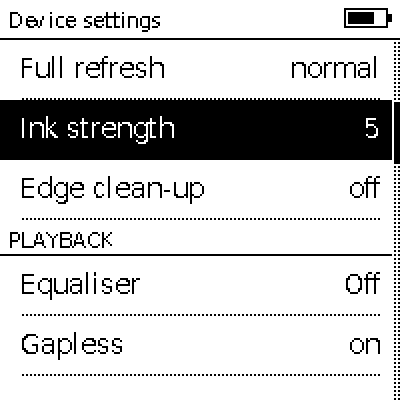 Device settings
Full refresh normal
Ink strength 5
Edge clean-up off
PLAYBACK
Equaliser Off
Gapless on